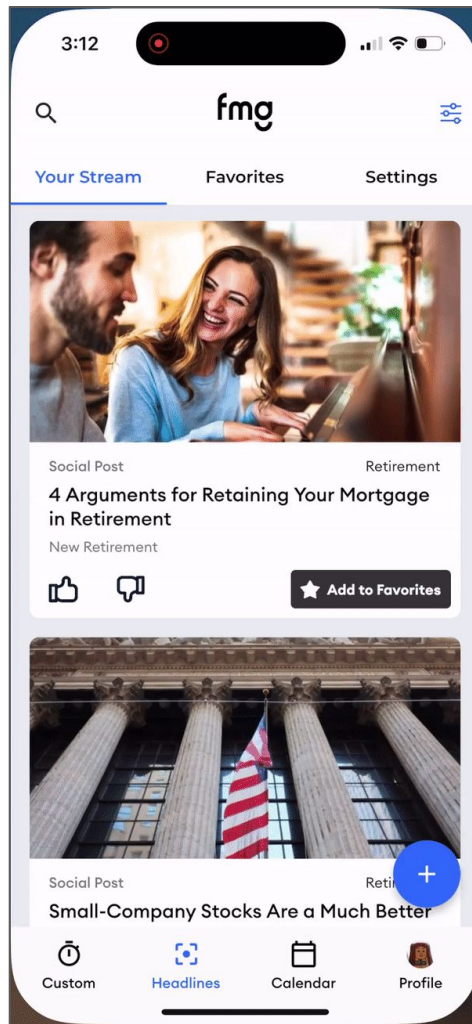 3:12
fmg
Your Stream
Favorites
Settings
Social Post
Retirement
4 Arguments for Retaining Your Mortgage
in Retirement
New Retirement
Add to Favorites
Social Post
Small-Company Stocks Are a Much Better
Custom
Headlines
Calendar
Profile